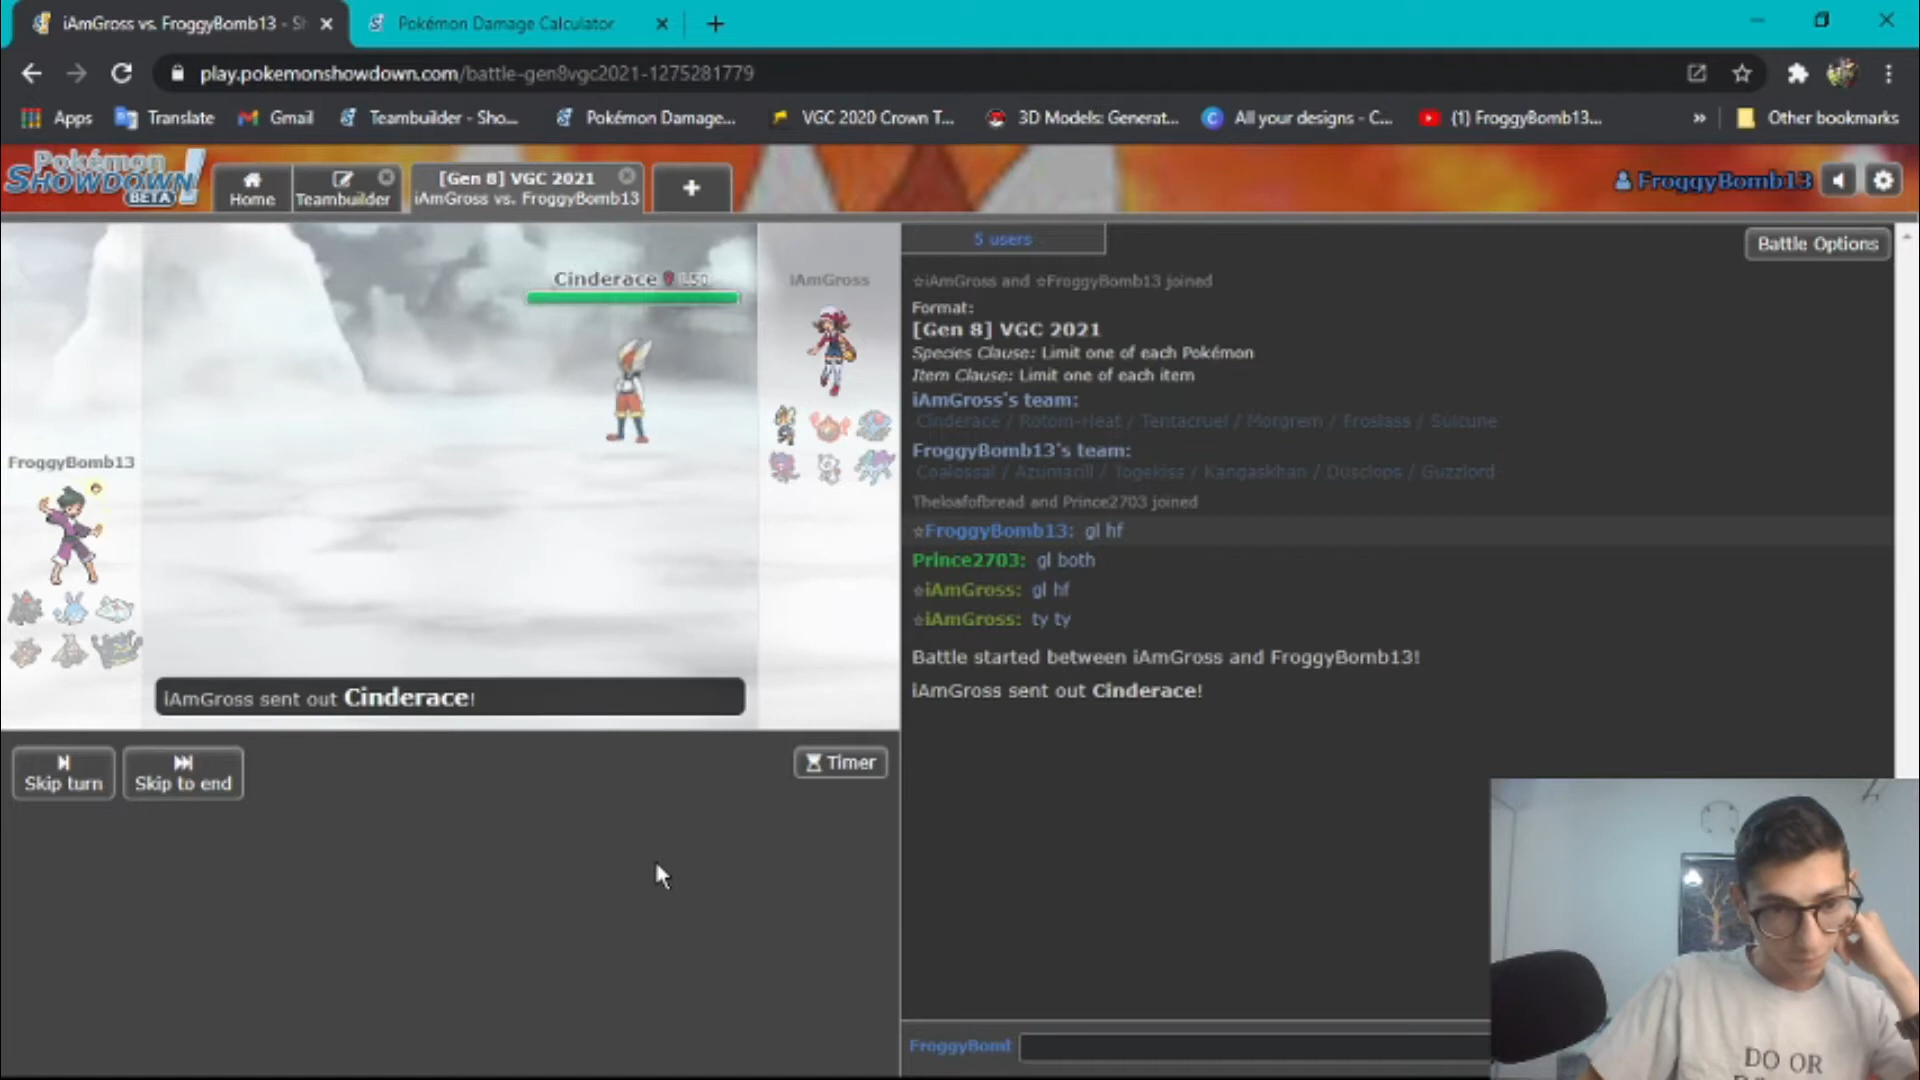 iAmGross vs. FroggyBomb13 - Sh
Pokémon Damage Calculator
play.pokemonshowdown.com/battle-gen8vgc2021-1275281779
Apps
Translate
Gmail
Teambuilder - Sho...
Pokémon Damage...
VGC 2020 Crown T...
3D Models: Generat...
All your designs - C...
(1) FroggyBomb13...
»
Other bookmarks
Pokémon
SHOWDOWN!
BETA
Home
Teambuilder
[Gen 8] VGC 2021
iAmGross vs. FroggyBomb13
FroggyBomb13
Cinderace L50
iAmGross
FroggyBomb13
iAmGross sent out Cinderace!
Skip turn
Skip to end
Timer
5 users
Battle Options
☆iAmGross and ☆FroggyBomb13 joined
Format:
[Gen 8] VGC 2021
Species Clause: Limit one of each Pokémon
Item Clause: Limit one of each item
iAmGross's team:
Cinderace / Rotom-Heat / Tentacruel / Morgrem / Froslass / Suicune
FroggyBomb13's team:
Coalossal / Azumarill / Togekiss / Kangaskhan / Dusclops / Guzzlord
Theloafofbread and Prince2703 joined
☆FroggyBomb13: gl hf
Prince2703: gl both
☆iAmGross: gl hf
☆iAmGross: ty ty
Battle started between iAmGross and FroggyBomb13!
iAmGross sent out Cinderace!
FroggyBomb
DO OR